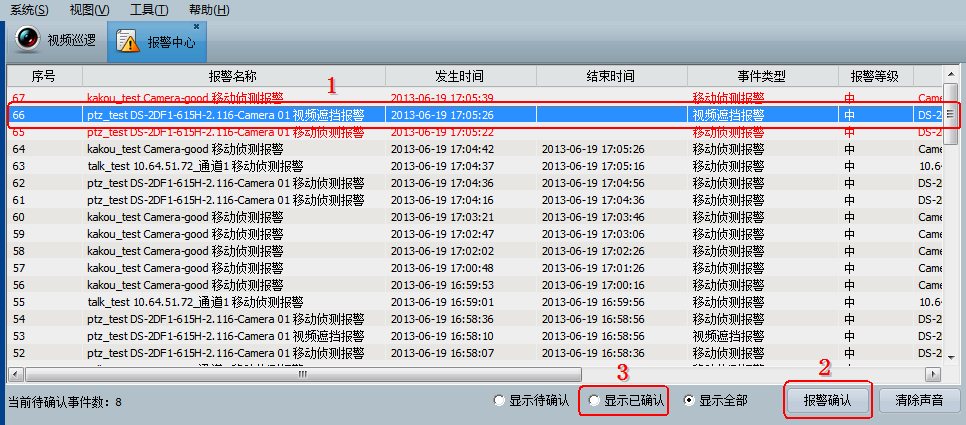 系统(S) 视图(V) 工具(T) 帮助(H)
视频巡逻 报警中心
序号 报警名称 发生时间 结束时间 事件类型 报警等级
1
67 kakou_test Camera-good 移动侦测报警 2013-06-19 17:05:39 移动侦测报警 中 Came
66 ptz_test DS-2DF1-615H-2.116-Camera 01 视频遮挡报警 2013-06-19 17:05:26 视频遮挡报警 中 DS-2
65 ptz_test DS-2DF1-615H-2.116-Camera 01 移动侦测报警 2013-06-19 17:05:22 移动侦测报警 中 DS-2
64 kakou_test Camera-good 移动侦测报警 2013-06-19 17:04:42 2013-06-19 17:05:26 移动侦测报警 中 Came
63 talk_test 10.64.51.72_通道1 移动侦测报警 2013-06-19 17:04:37 2013-06-19 17:05:16 移动侦测报警 中 10.6
62 ptz_test DS-2DF1-615H-2.116-Camera 01 移动侦测报警 2013-06-19 17:04:36 2013-06-19 17:04:56 移动侦测报警 中 DS-2
61 ptz_test DS-2DF1-615H-2.116-Camera 01 移动侦测报警 2013-06-19 17:04:16 2013-06-19 17:04:36 移动侦测报警 中 DS-2
60 kakou_test Camera-good 移动侦测报警 2013-06-19 17:03:21 2013-06-19 17:03:46 移动侦测报警 中 Came
59 kakou_test Camera-good 移动侦测报警 2013-06-19 17:02:47 2013-06-19 17:03:06 移动侦测报警 中 Came
58 kakou_test Camera-good 移动侦测报警 2013-06-19 17:02:02 2013-06-19 17:02:26 移动侦测报警 中 Came
57 kakou_test Camera-good 移动侦测报警 2013-06-19 17:00:48 2013-06-19 17:01:26 移动侦测报警 中 Came
56 kakou_test Camera-good 移动侦测报警 2013-06-19 16:59:53 2013-06-19 17:00:16 移动侦测报警 中 Came
55 talk_test 10.64.51.72_通道1 移动侦测报警 2013-06-19 16:59:01 2013-06-19 16:59:56 移动侦测报警 中 10.6
54 ptz_test DS-2DF1-615H-2.116-Camera 01 移动侦测报警 2013-06-19 16:58:36 2013-06-19 16:58:56 移动侦测报警 中 DS-2
53 ptz_test DS-2DF1-615H-2.116-Camera 01 视频遮挡报警 2013-06-19 16:58:10 2013-06-19 16:58:56 视频遮挡报警 中 DS-2
52 ptz_test DS-2DF1-615H-2.116-Camera 01 移动侦测报警 2013-06-19 16:58:07 2013-06-19 16:58:36 移动侦测报警 中 DS-2
3 2
当前待确认事件数：8 显示待确认 显示已确认 显示全部 报警确认 清除声音